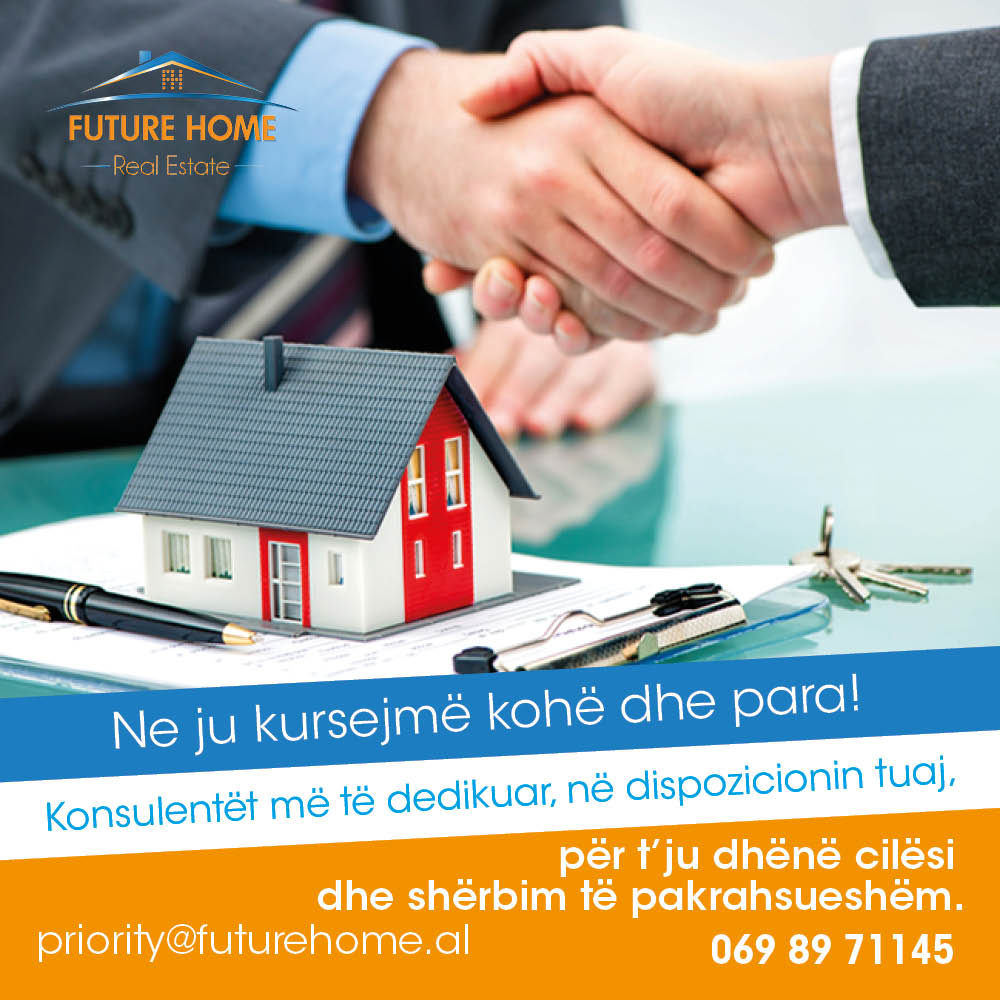 FUTURE HOME
Real Estate
Ne ju kursejmë kohë dhe para!
Konsulentët më të dedikuar, në dispozicionin tuaj,
për t’ju dhënë cilësi
dhe shërbim të pakrahsueshëm.
priority@futurehome.al
069 89 71145